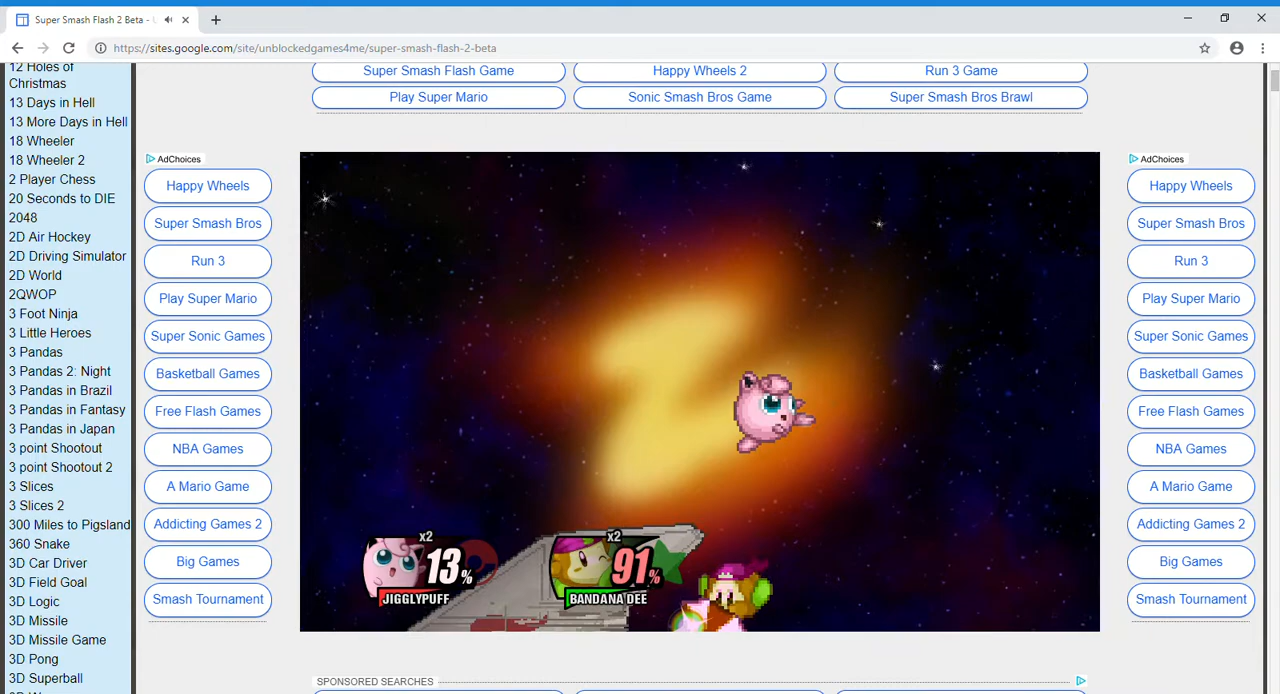 Super Smash Flash 2 Beta -
https://sites.google.com/site/unblockedgames4me/super-smash-flash-2-beta
12 Holes of
Christmas
13 Days in Hell
13 More Days in Hell
18 Wheeler
18 Wheeler 2
2 Player Chess
20 Seconds to DIE
2048
2D Air Hockey
2D Driving Simulator
2D World
2QWOP
3 Foot Ninja
3 Little Heroes
3 Pandas
3 Pandas 2: Night
3 Pandas in Brazil
3 Pandas in Fantasy
3 Pandas in Japan
3 point Shootout
3 point Shootout 2
3 Slices
3 Slices 2
300 Miles to Pigsland
360 Snake
3D Car Driver
3D Field Goal
3D Logic
3D Missile
3D Missile Game
3D Pong
3D Superball
Super Smash Flash Game
Happy Wheels 2
Run 3 Game
Play Super Mario
Sonic Smash Bros Game
Super Smash Bros Brawl
AdChoices
Happy Wheels
Super Smash Bros
Run 3
Play Super Mario
Super Sonic Games
Basketball Games
Free Flash Games
NBA Games
A Mario Game
Addicting Games 2
Big Games
Smash Tournament
x2
13%
JIGGLYPUFF
x2
91%
BANDANA DEE
AdChoices
Happy Wheels
Super Smash Bros
Run 3
Play Super Mario
Super Sonic Games
Basketball Games
Free Flash Games
NBA Games
A Mario Game
Addicting Games 2
Big Games
Smash Tournament
SPONSORED SEARCHES